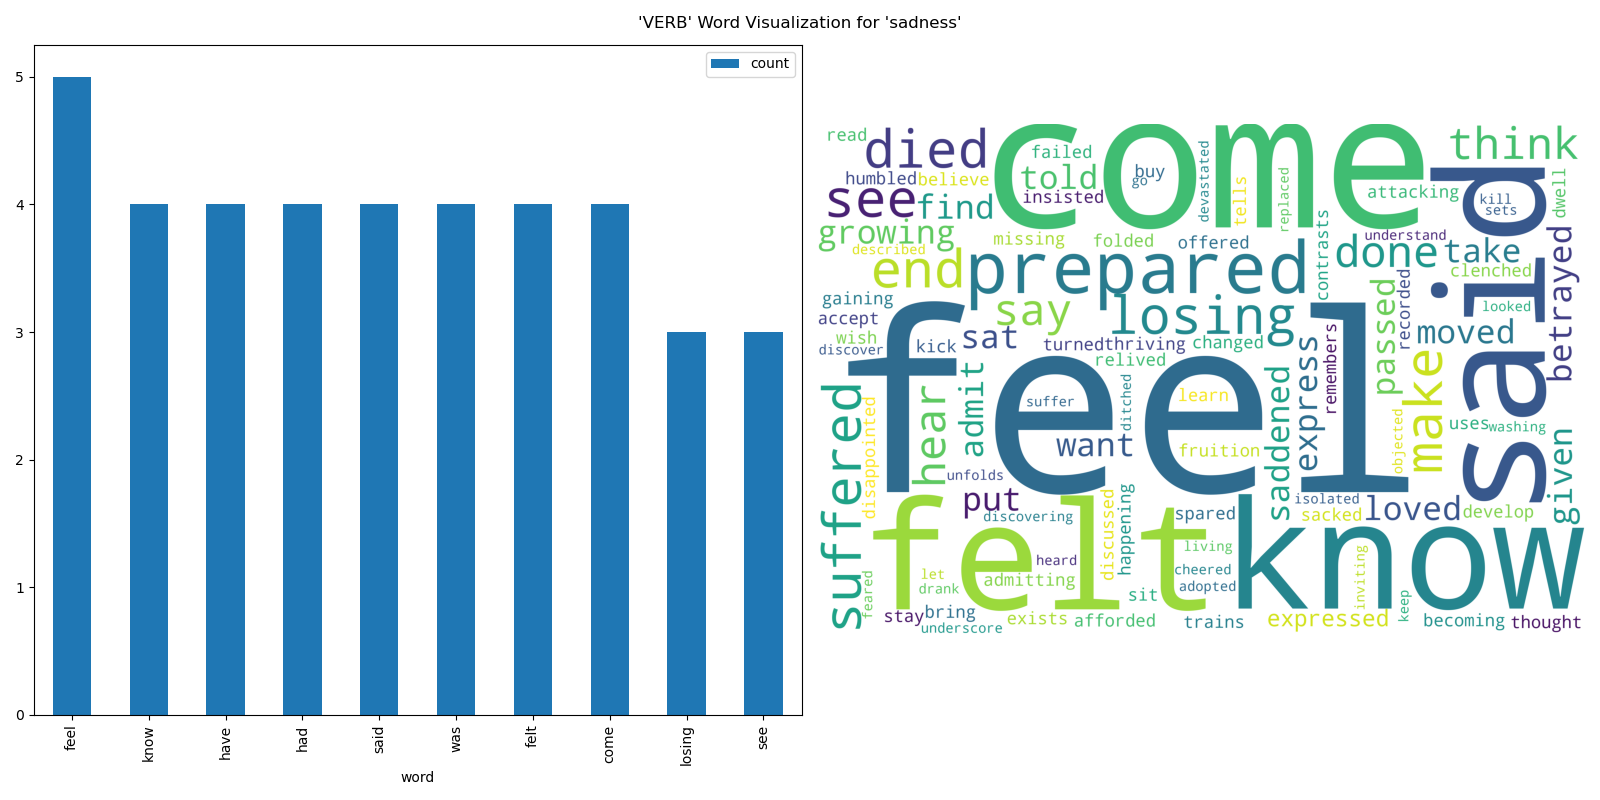 'VERB' Word Visualization for 'sadness'
count
5
4
3
2
1
0
feel
know
have
had
said
was
felt
come
losing
see
word
read
died
come
failed
told
buy
go
devastated
tells
replaced
think
attacking
said
kill
sets
dwell
humbled
believe
see
find
insisted
growing
described
missing
folded
offered
contrasts
understand
done
take
betrayed
end
prepared
clenched
recorded
gaining
accept
wish
discover
say
losing
looked
passed
moved
kick
sat
turned
thriving
changed
relived
remembers
feel
suffered
disappointed
hear
admit
suffer
ditched
learn
want
fruition
saddened
express
make
objected
uses
washing
given
unfolds
put
discovering
discussed
happening
spared
isolated
sacked
loved
develop
felt
know
heard
living
cheered
adopted
inviting
keep
feared
let
drank
admitting
sit
stay
bring
underscore
exists
afforded
trains
expressed
becoming
thought